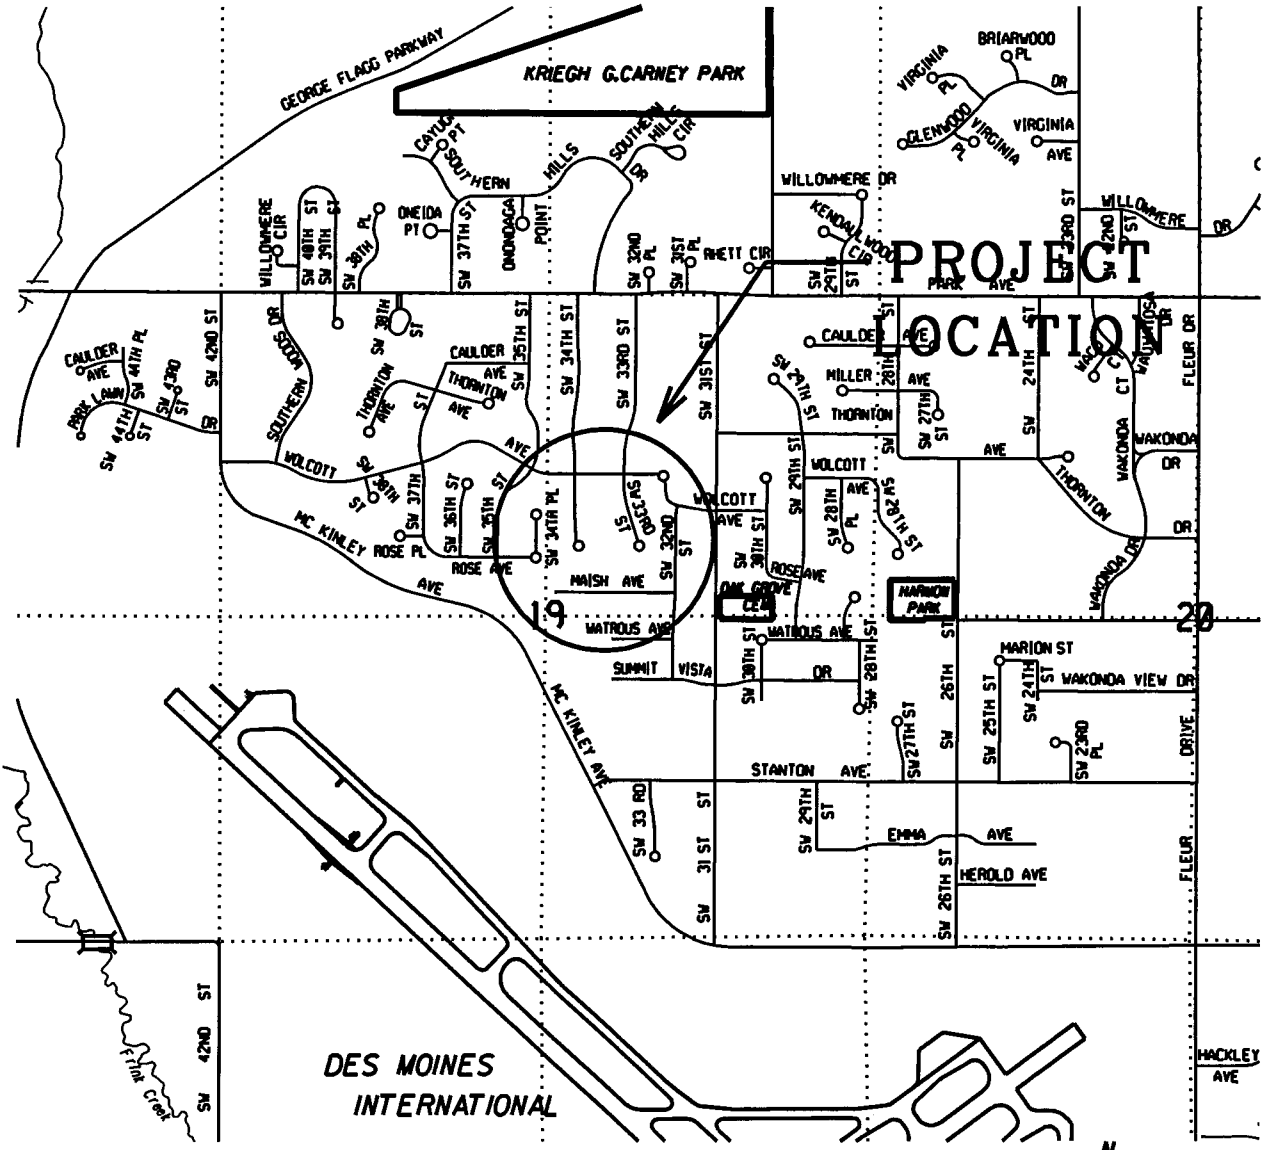 GEORGE FLAGG PARKWAY
KRIEGH G.CARNEY PARK
BRIARWOOD
PL
VIRGINIA
PL
DR
GLENWOOD
VIRGINIA
PL
VIRGINIA
AVE
CAYUGA
PT
SOUTHERN
HILLS
DR
SOUTHERN
HILLS
CIR
WILLOWMERE DR
WILLOWMERE
DR
WILLOWMERE
CIR
SW 40TH ST
SW 39TH ST
SW 38TH PL
ONEIDA
PT
SW 37TH ST
ONONDAGA
POINT
SW 32ND
PL
SW 31ST
PL
RHETT CIR
KENDALLWOOD
CIR
SW 29TH
ST
SW 33RD ST
SW 22ND
ST
PROJECT
LOCATION
PARK AVE
SW 42ND ST
SOUTHERN WOODS DR
SW 38TH
ST
SW 35TH ST
SW 34TH ST
SW 33RD ST
SW 31ST ST
CAULDER AVE
SW 28TH ST
SW 24TH ST
WACO
CT
DR
FLEUR DR
CAULDER
AVE
SW 44TH PL
SW 43RD
ST
PARK LAWN DR
SW 44TH
ST
CAULDER
AVE
THORNTON
AVE
THORNTON
AVE
SW 29TH ST
MILLER AVE
THORNTON AVE
SW 27TH
ST
WAKONDA CT
WAKONDA
DR
WOLCOTT AVE
SW 38TH
ST
SW 37TH ST
SW 36TH ST
SW 35TH ST
SW 34TH PL
SW 33RD
ST
SW 32ND
ST
WOLCOTT
AVE
SW 30TH ST
SW 29TH ST
WOLCOTT
AVE
SW 28TH
PL
SW 28TH ST
THORNTON DR
WAKONDA DR
MC KINLEY AVE
ROSE PL
ROSE AVE
MAISH AVE
ROSE AVE
OAK GROVE
CEM
HARMON
PARK
19
20
WATROUS AVE
WATROUS AVE
SUMMIT VISTA DR
SW 30TH ST
SW 28TH ST
SW 26TH ST
MARION ST
SW 25TH ST
SW 24TH
ST
WAKONDA VIEW DR
SW 27TH ST
SW 23RD
PL
MC KINLEY AVE
STANTON AVE
SW 33 RD
SW 31 ST ST
SW 29TH
ST
EMMA AVE
HEROLD AVE
SW 26TH ST
FLEUR DRIVE
SW 42ND ST
Frink Creek
DES MOINES
INTERNATIONAL
HACKLEY
AVE
N